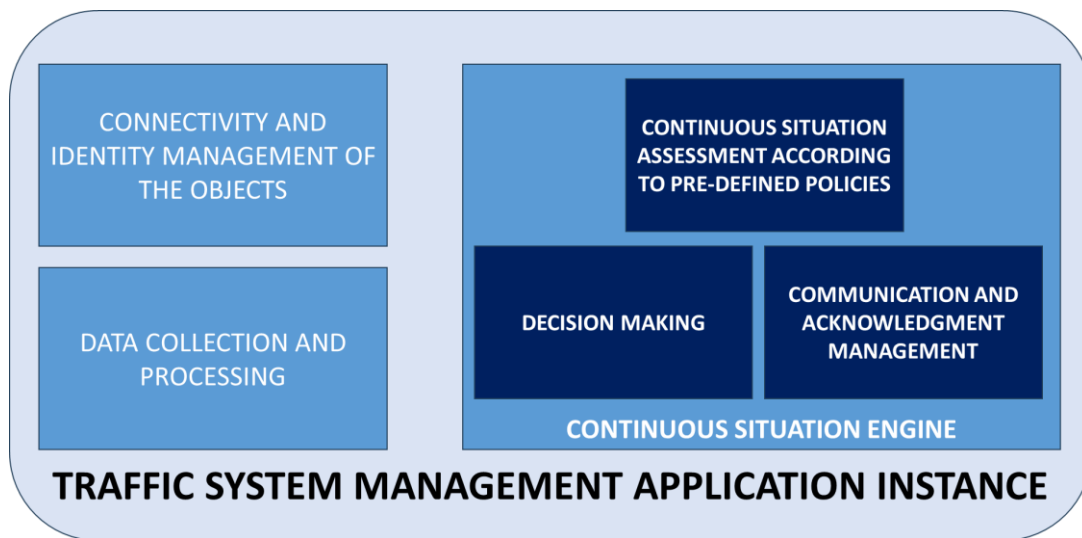 CONNECTIVITY AND
IDENTITY MANAGEMENT OF
THE OBJECTS
DATA COLLECTION AND
PROCESSING
CONTINUOUS SITUATION
ASSESSMENT ACCORDING
TO PRE-DEFINED POLICIES
DECISION MAKING
COMMUNICATION AND
ACKNOWLEDGMENT
MANAGEMENT
CONTINUOUS SITUATION ENGINE
TRAFFIC SYSTEM MANAGEMENT APPLICATION INSTANCE